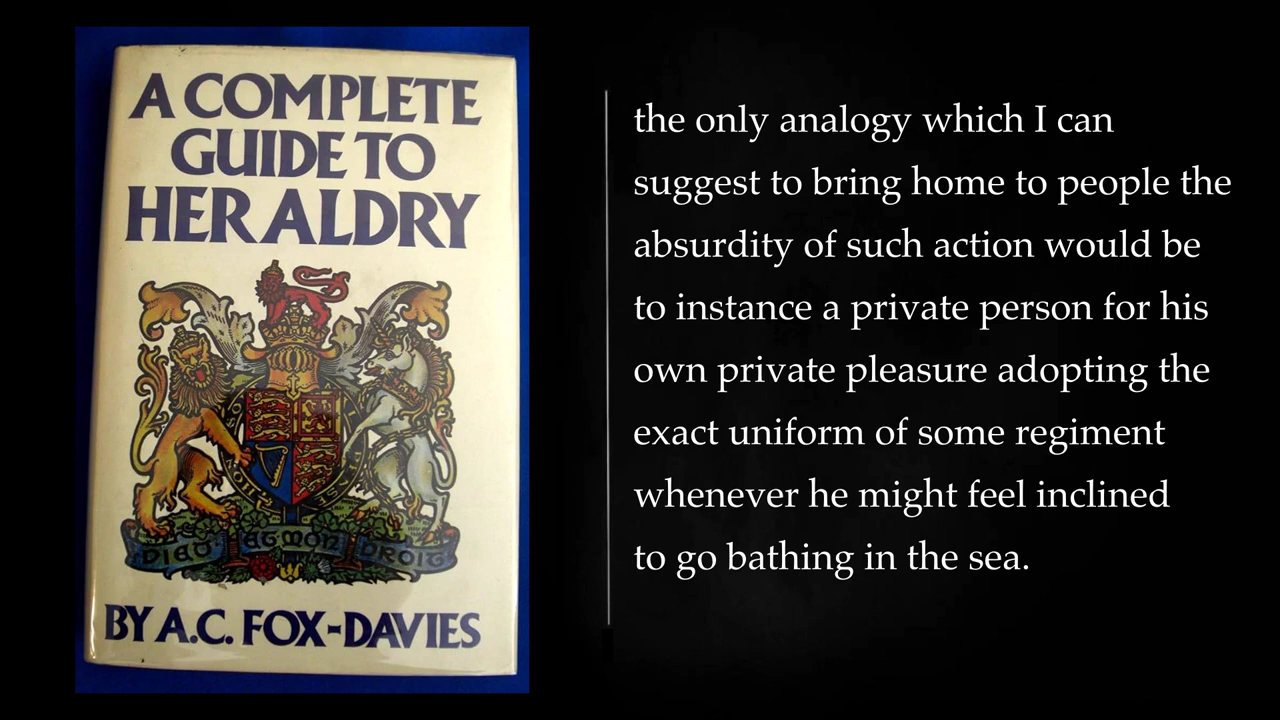 A COMPLETE
GUIDE TO
HERALDRY
DIEU ET MON DROIT
BY A.C. FOX-DAVIES
the only analogy which I can
suggest to bring home to people the
absurdity of such action would be
to instance a private person for his
own private pleasure adopting the
exact uniform of some regiment
whenever he might feel inclined
to go bathing in the sea.